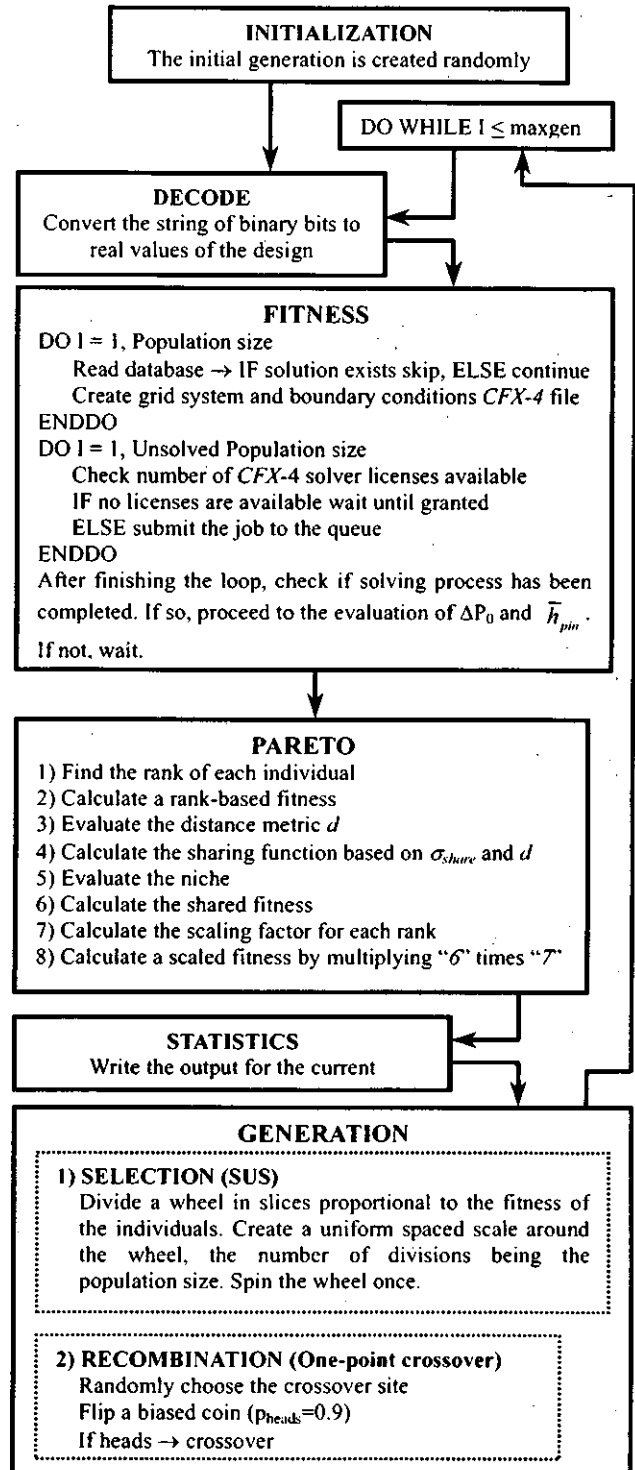 INITIALIZATION
The initial generation is created randomly
DO WHILE I ≤ maxgen
DECODE
Convert the string of binary bits to
real values of the design
FITNESS
DO I = 1, Population size
Read database → IF solution exists skip, ELSE continue
Create grid system and boundary conditions CFX-4 file
ENDDO
DO I = 1, Unsolved Population size
Check number of CFX-4 solver licenses available
IF no licenses are available wait until granted
ELSE submit the job to the queue
ENDDO
After finishing the loop, check if solving process has been
completed. If so, proceed to the evaluation of ΔP₀ and h̅_pin.
If not, wait.
PARETO
1) Find the rank of each individual
2) Calculate a rank-based fitness
3) Evaluate the distance metric d
4) Calculate the sharing function based on σ_share and d
5) Evaluate the niche
6) Calculate the shared fitness
7) Calculate the scaling factor for each rank
8) Calculate a scaled fitness by multiplying "6" times "7"
STATISTICS
Write the output for the current
GENERATION
1) SELECTION (SUS)
Divide a wheel in slices proportional to the fitness of
the individuals. Create a uniform spaced scale around
the wheel, the number of divisions being the
population size. Spin the wheel once.
2) RECOMBINATION (One-point crossover)
Randomly choose the crossover site
Flip a biased coin (p_heads=0.9)
If heads → crossover